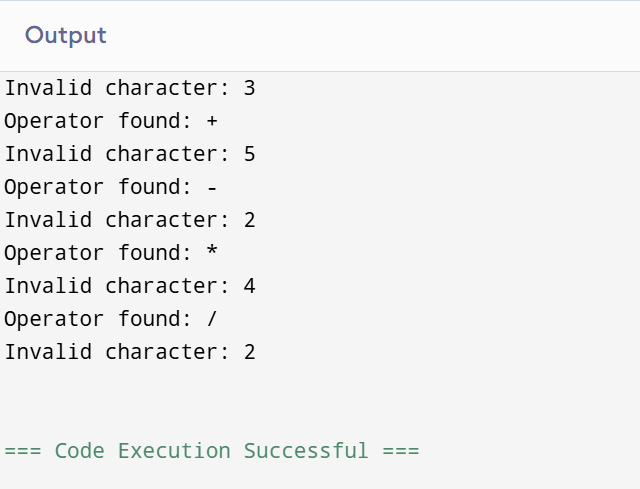 Output
Invalid character: 3
Operator found: +
Invalid character: 5
Operator found: -
Invalid character: 2
Operator found: *
Invalid character: 4
Operator found: /
Invalid character: 2
=== Code Execution Successful ===